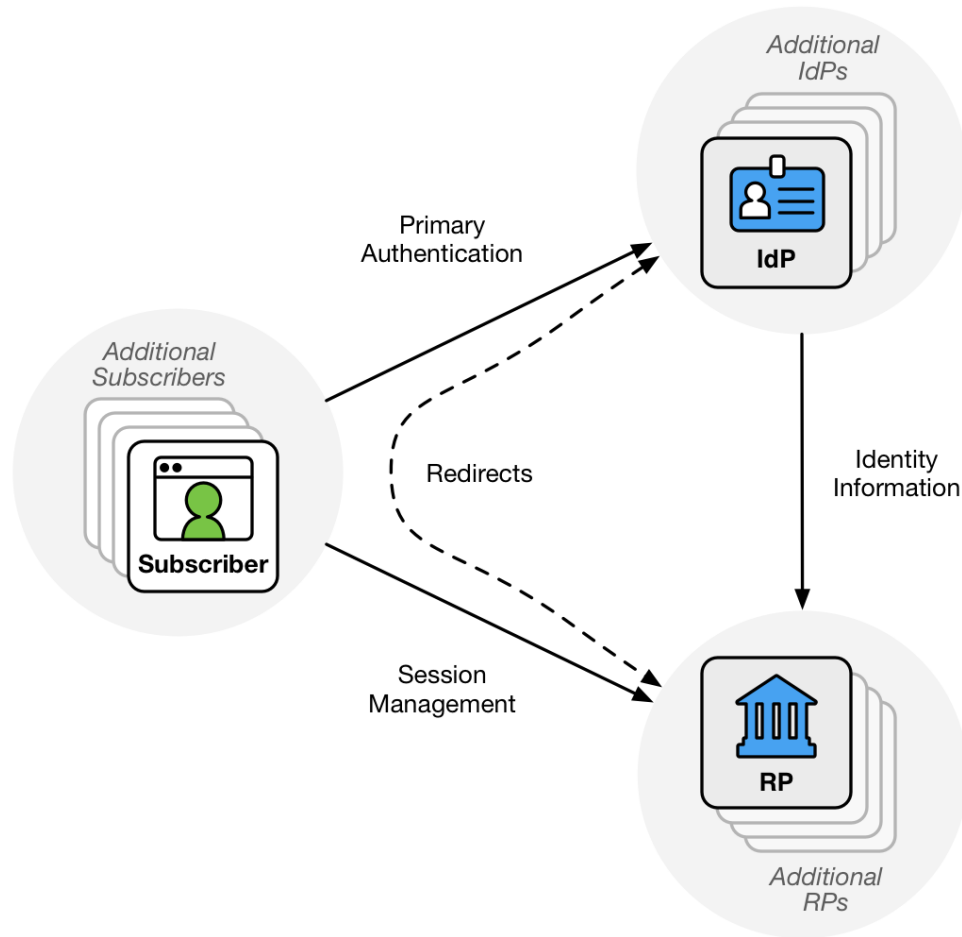 Additional
IdPs
IdP
Primary
Authentication
Additional
Subscribers
Subscriber
Redirects
Identity
Information
Session
Management
RP
Additional
RPs